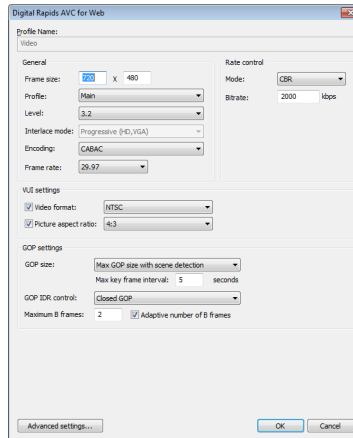 Digital Rapids AVC for Web
Profile Name:
Video
General
Frame size: 720 X 480
Profile: Main
Level: 3.2
Interlace mode: Progressive (HD,VGA)
Encoding: CABAC
Frame rate: 29.97
Rate control
Mode: CBR
Bitrate: 2000 kbps
VUI settings
Video format: NTSC
Picture aspect ratio: 4:3
GOP settings
GOP size: Max GOP size with scene detection
Max key frame interval: 5 seconds
GOP IDR control: Closed GOP
Maximum B frames: 2 Adaptive number of B frames
Advanced settings... OK Cancel